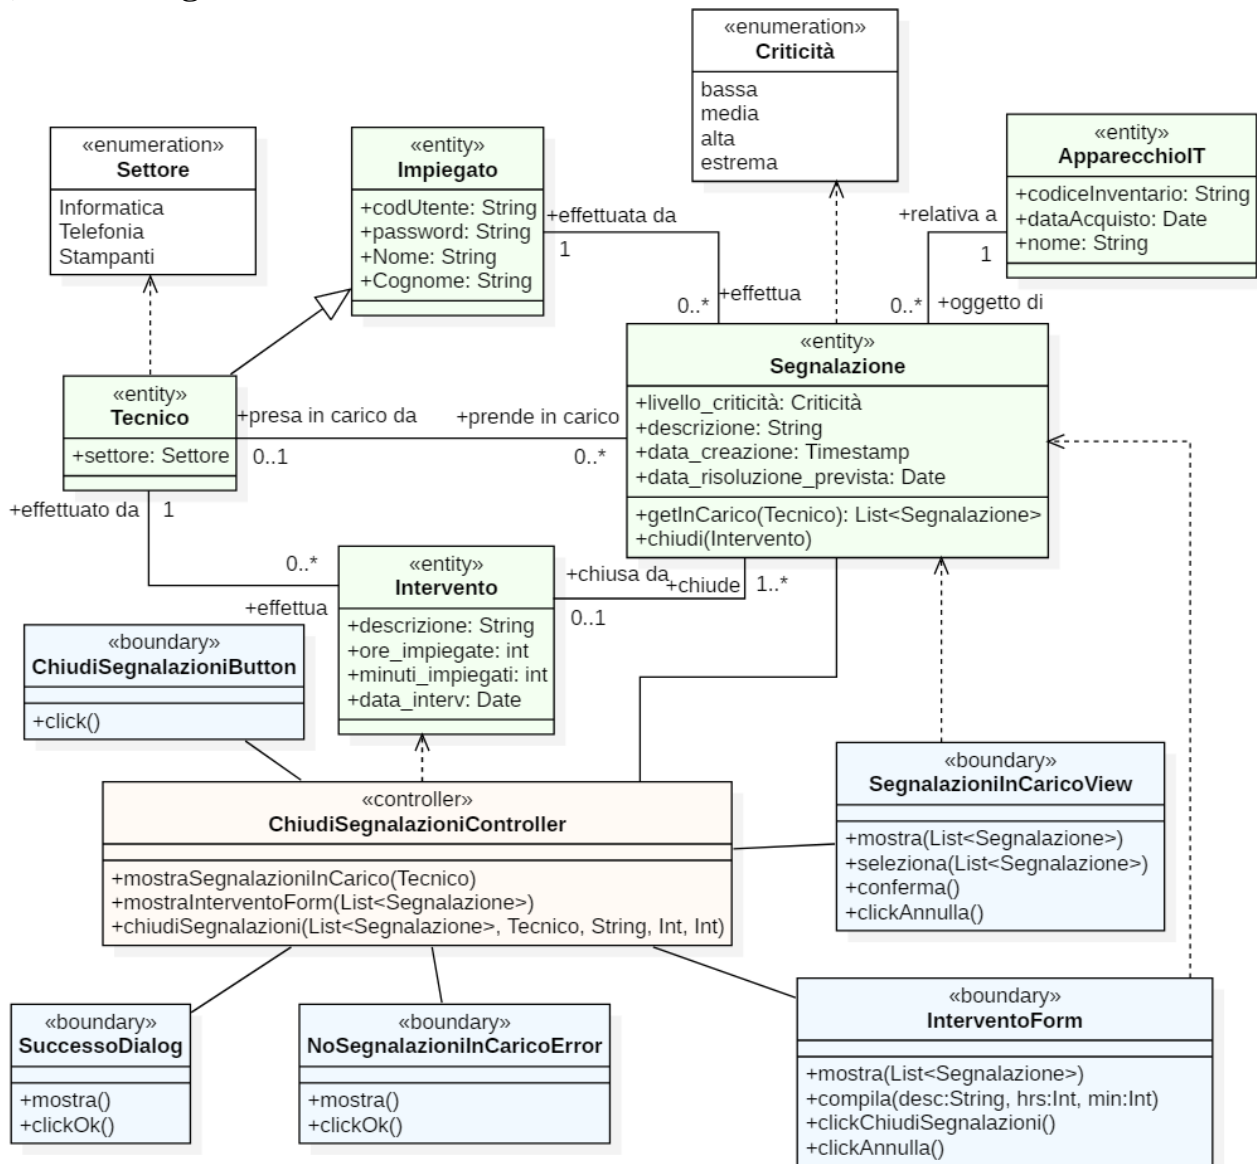 «enumeration»
Criticità
bassa
media
alta
estrema
«enumeration»
Settore
Informatica
Telefonia
Stampanti
«entity»
Impiegato
+codUtente: String
+password: String
+Nome: String
+Cognome: String
«entity»
ApparecchioIT
+codiceInventario: String
+dataAcquisto: Date
+nome: String
+effettuata da
1
0..*
+effettua
+relativa a
1
0..*
+oggetto di
«entity»
Tecnico
+settore: Settore
+presa in carico da
0..1
+prende in carico
0..*
«entity»
Segnalazione
+livello_criticità: Criticità
+descrizione: String
+data_creazione: Timestamp
+data_risoluzione_prevista: Date
+getInCarico(Tecnico): List<Segnalazione>
+chiudi(Intervento)
+effettuato da
1
0..*
+effettua
«entity»
Intervento
+descrizione: String
+ore_impiegate: int
+minuti_impiegati: int
+data_interv: Date
+chiusa da
0..1
+chiude
1..*
«boundary»
ChiudiSegnalazioniButton
+click()
«controller»
ChiudiSegnalazioniController
+mostraSegnalazioniInCarico(Tecnico)
+mostraInterventoForm(List<Segnalazione>)
+chiudiSegnalazioni(List<Segnalazione>, Tecnico, String, Int, Int)
«boundary»
SegnalazioniInCaricoView
+mostra(List<Segnalazione>)
+seleziona(List<Segnalazione>)
+conferma()
+clickAnnulla()
«boundary»
SuccessoDialog
+mostra()
+clickOk()
«boundary»
NoSegnalazioniInCaricoError
+mostra()
+clickOk()
«boundary»
InterventoForm
+mostra(List<Segnalazione>)
+compila(desc:String, hrs:Int, min:Int)
+clickChiudiSegnalazioni()
+clickAnnulla()